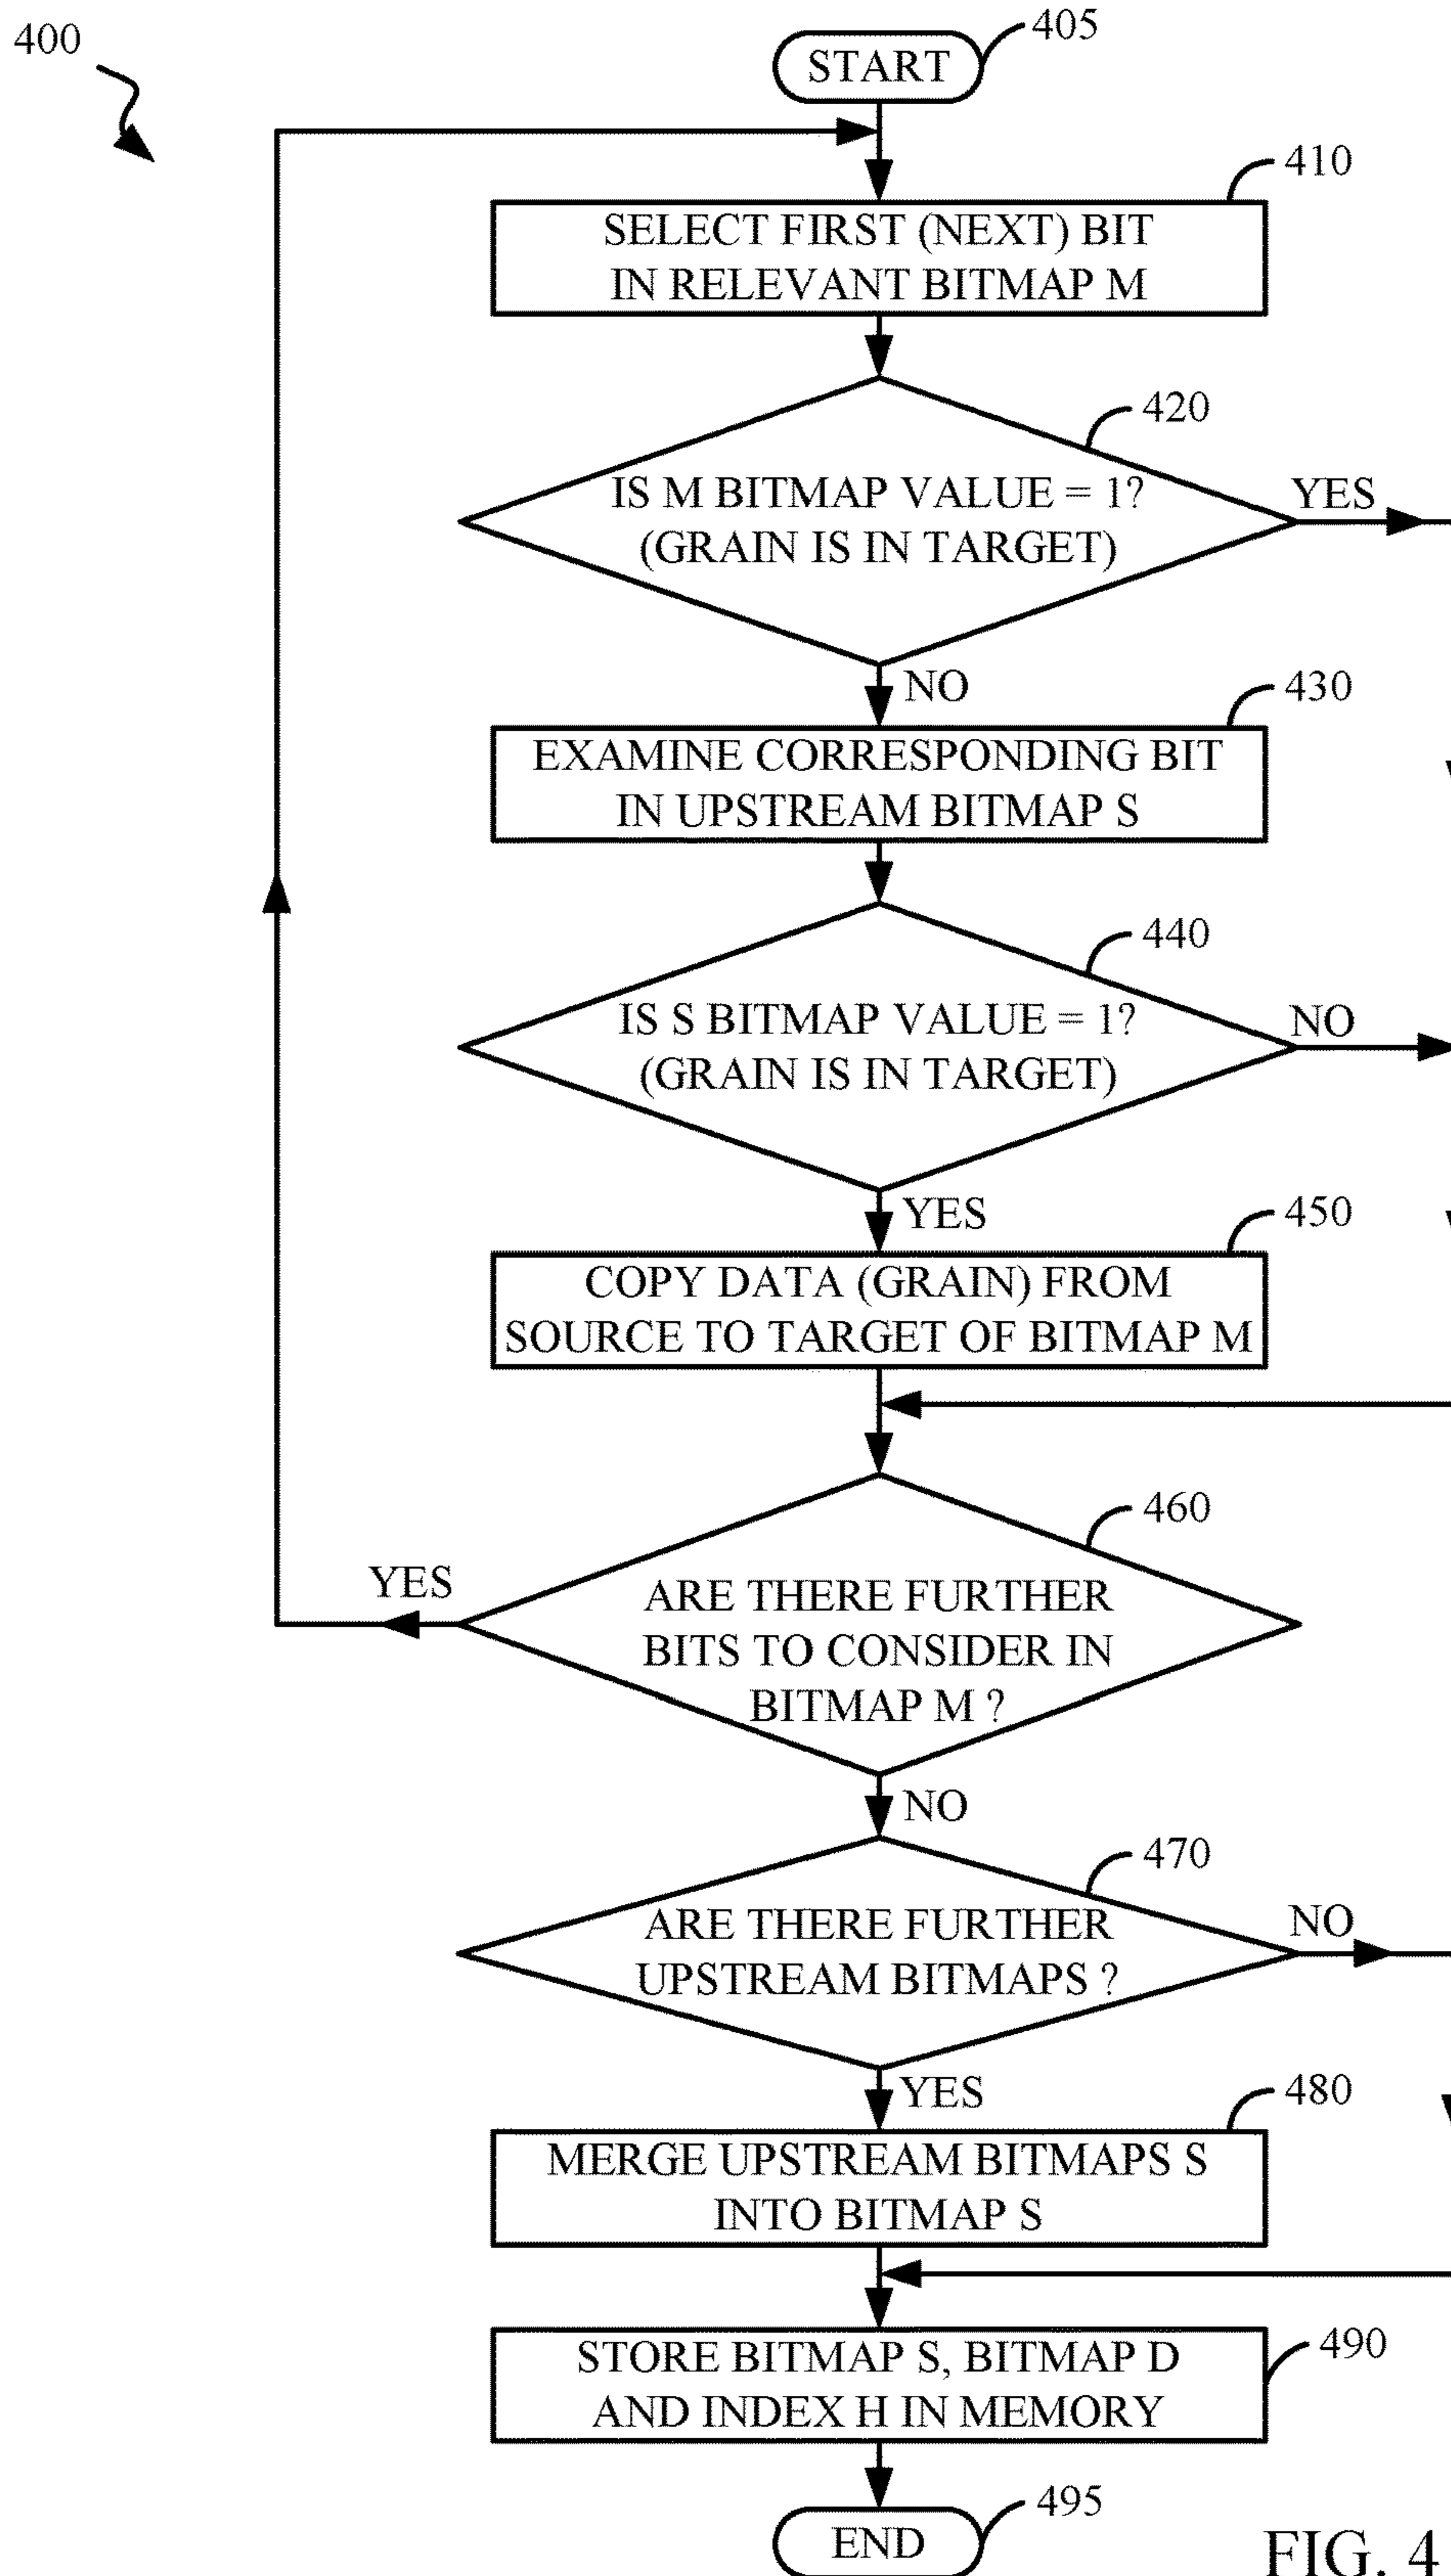 400
START
405
410
SELECT FIRST (NEXT) BIT
IN RELEVANT BITMAP M
420
IS M BITMAP VALUE = 1?
(GRAIN IS IN TARGET)
YES
NO
430
EXAMINE CORRESPONDING BIT
IN UPSTREAM BITMAP S
440
IS S BITMAP VALUE = 1?
(GRAIN IS IN TARGET)
NO
YES
450
COPY DATA (GRAIN) FROM
SOURCE TO TARGET OF BITMAP M
460
YES
ARE THERE FURTHER
BITS TO CONSIDER IN
BITMAP M ?
NO
470
ARE THERE FURTHER
UPSTREAM BITMAPS ?
NO
YES
480
MERGE UPSTREAM BITMAPS S
INTO BITMAP S
490
STORE BITMAP S, BITMAP D
AND INDEX H IN MEMORY
495
END
FIG. 4